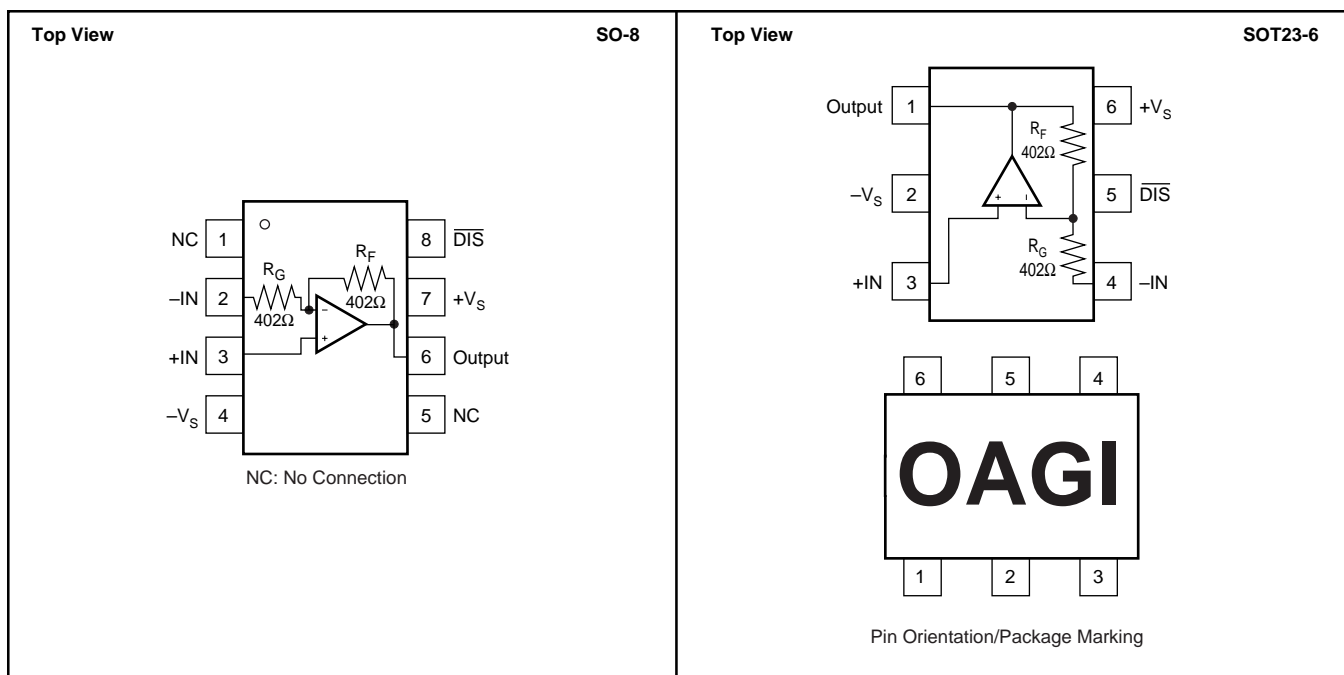 Top View SO-8
NC 1 8 D̅I̅S̅
R_G R_F
–IN 2 7 +V_S
402Ω 402Ω
– +
+IN 3 6 Output
–V_S 4 5 NC
NC: No Connection
Top View SOT23-6
Output 1 6 +V_S
R_F
402Ω
–V_S 2 5 D̅I̅S̅
+ –
R_G
402Ω
+IN 3 4 –IN
6 5 4
OAGI
1 2 3
Pin Orientation/Package Marking